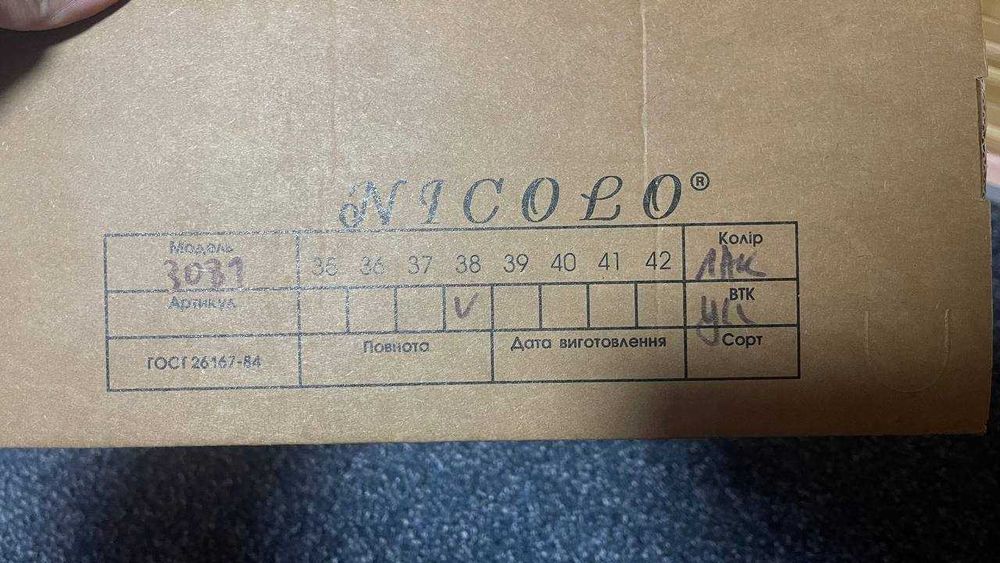 NICOLO®
Модель
3081
35 36 37 38 39 40 41 42
Колір
ЛАК
Артикул
V
ВТК
ГОСТ 26167-84
Повнота
Дата виготовлення
Сорт